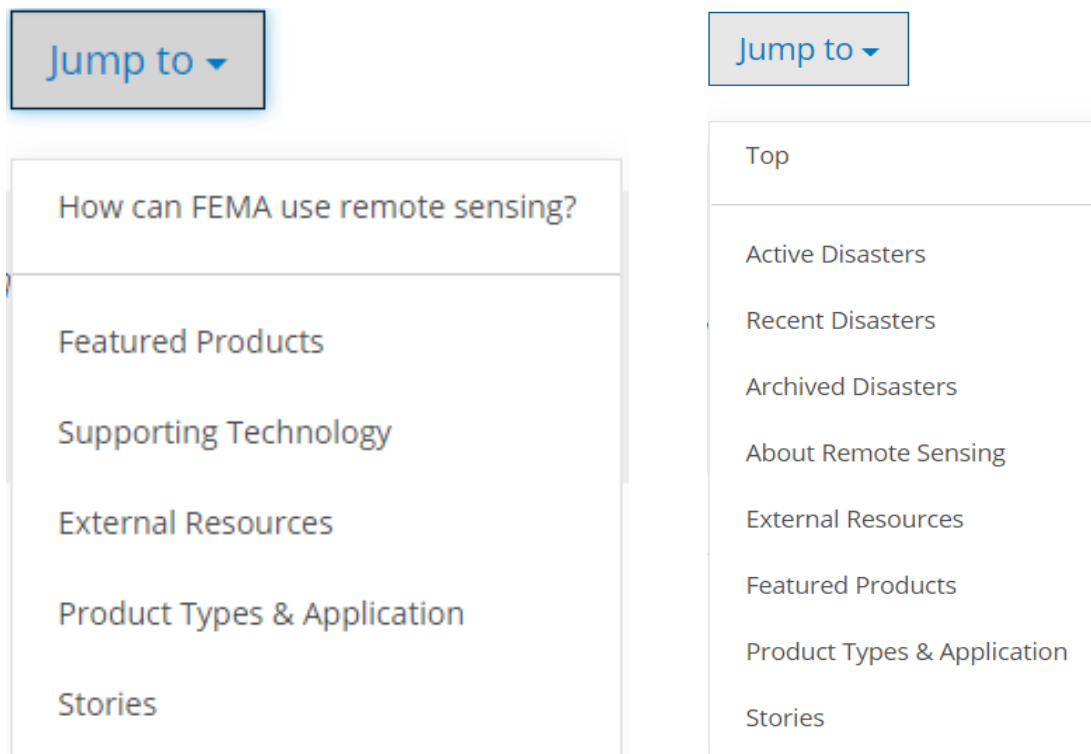 Jump to
How can FEMA use remote sensing?
Featured Products
Supporting Technology
External Resources
Product Types & Application
Stories
Jump to
Top
Active Disasters
Recent Disasters
Archived Disasters
About Remote Sensing
External Resources
Featured Products
Product Types & Application
Stories